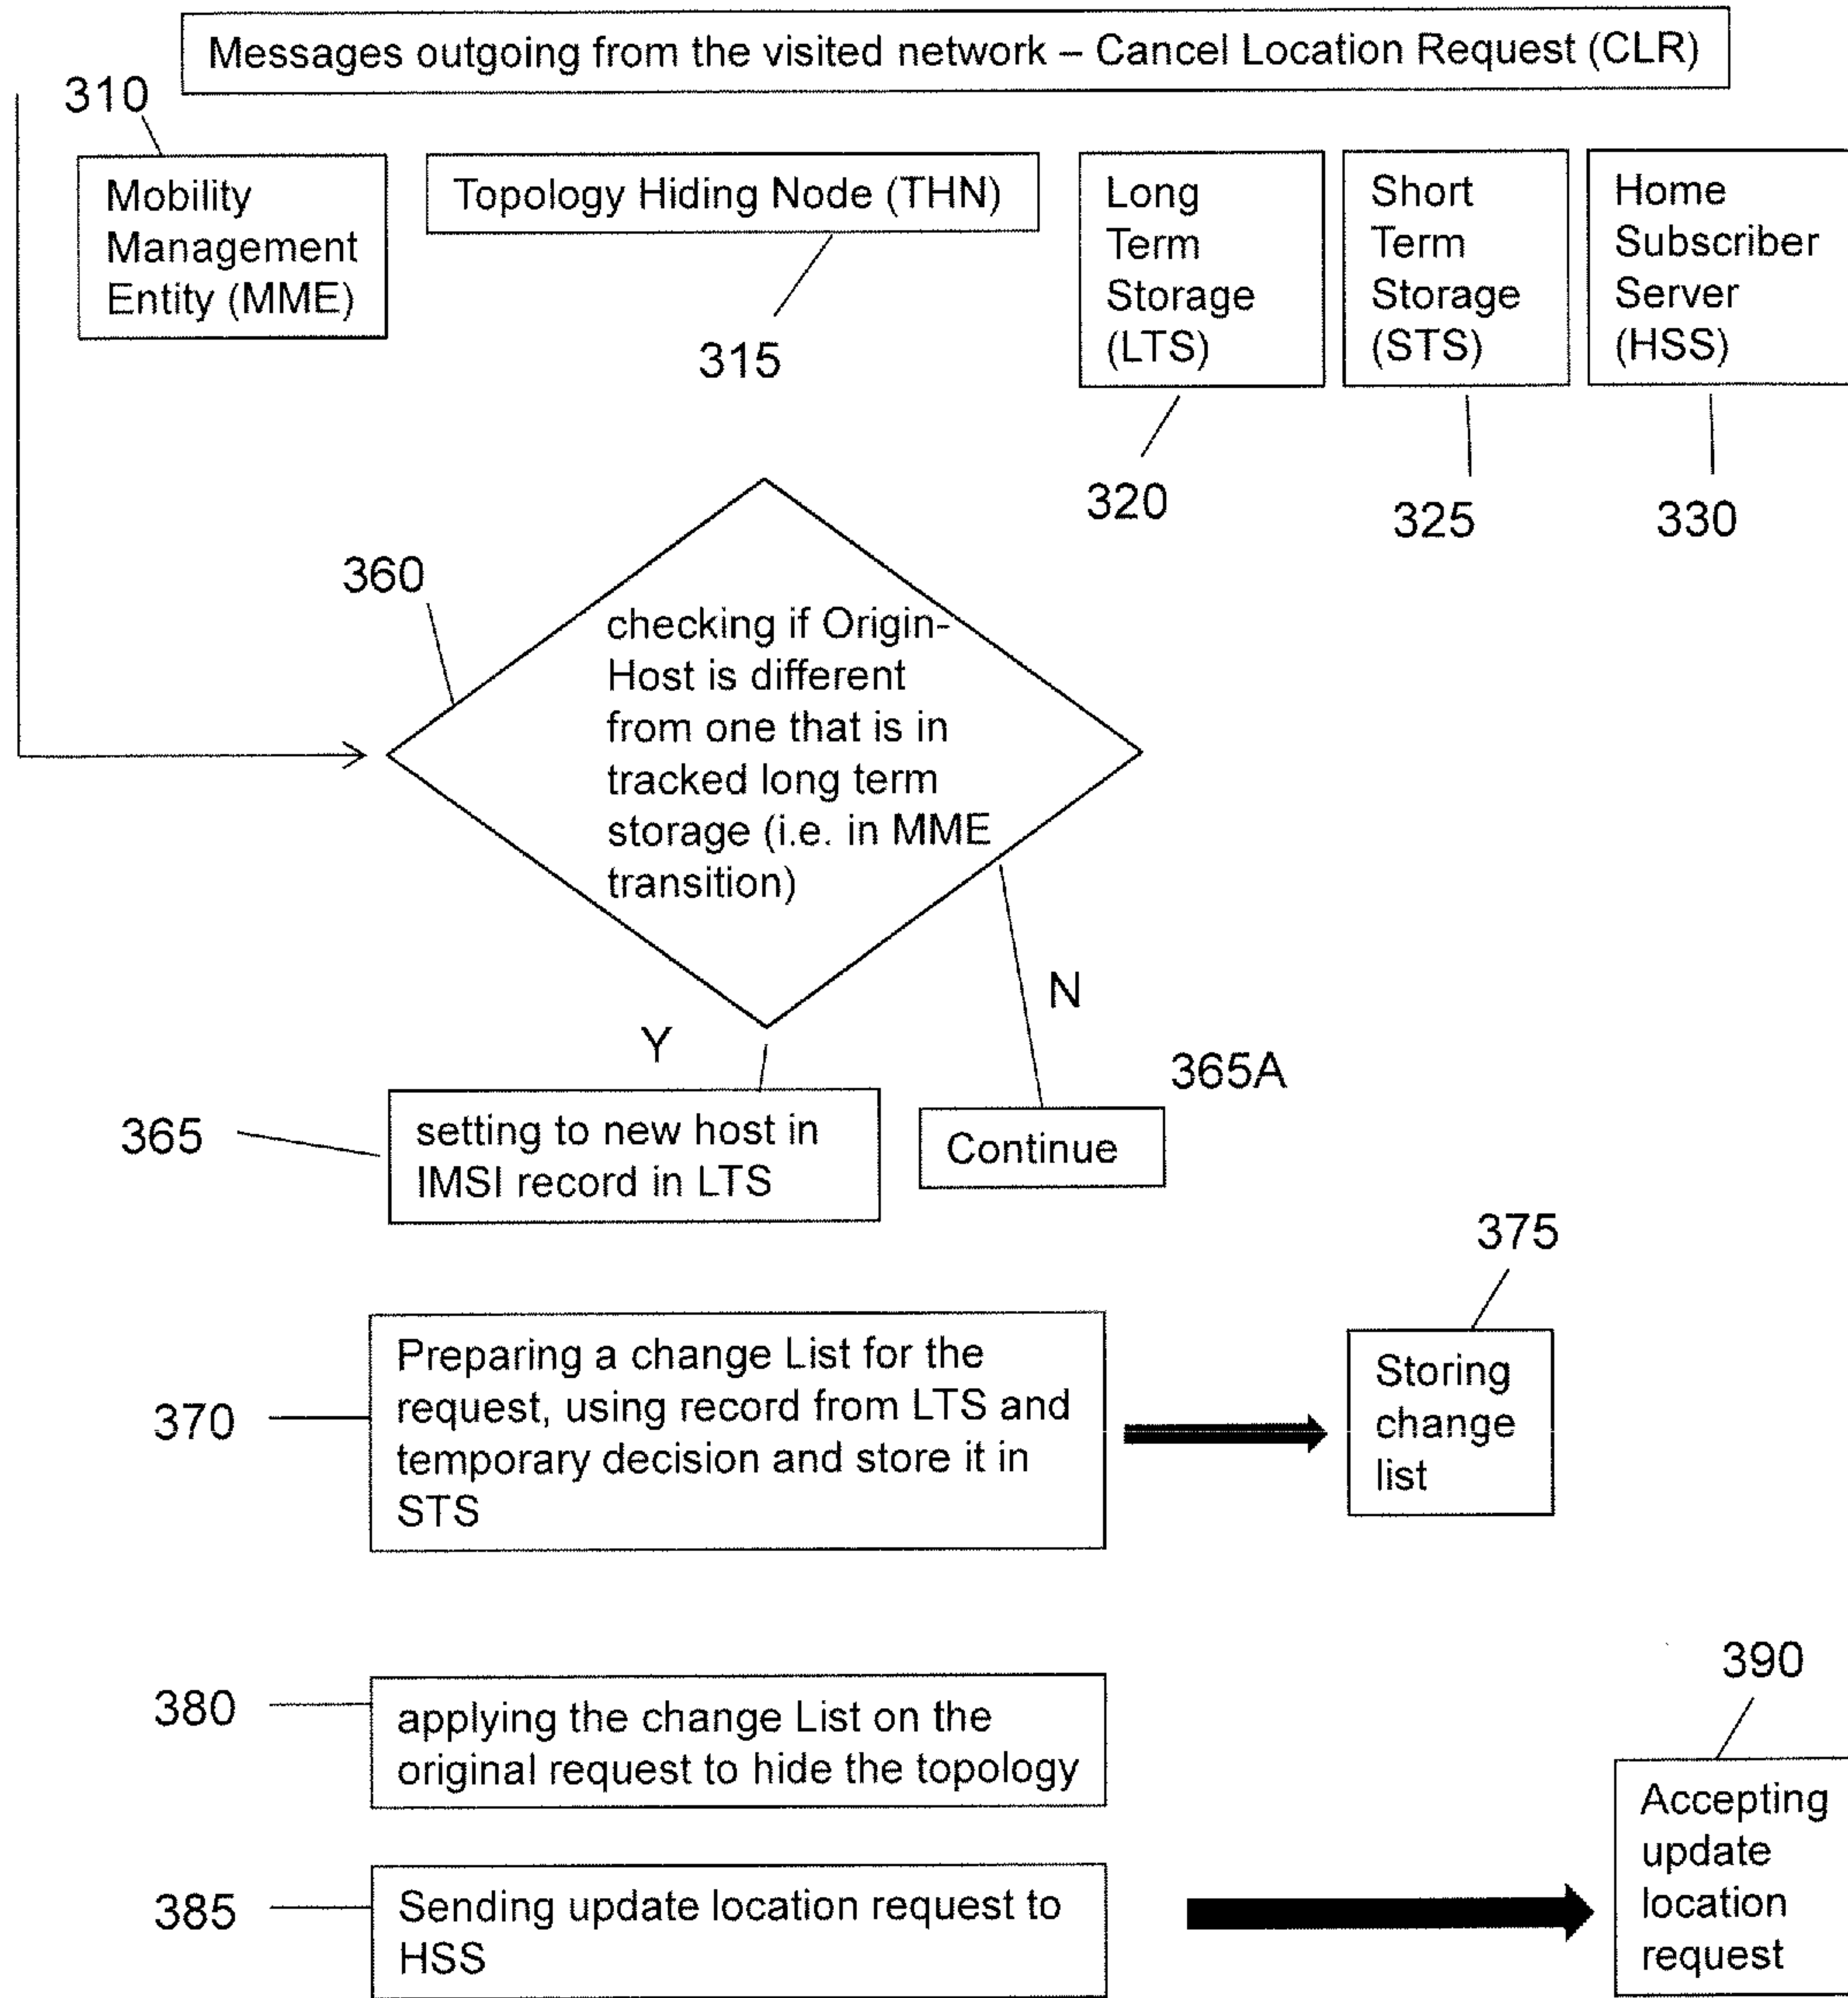 Messages outgoing from the visited network – Cancel Location Request (CLR)
310
Mobility
Management
Entity (MME)
Topology Hiding Node (THN)
315
Long
Term
Storage
(LTS)
320
Short
Term
Storage
(STS)
325
Home
Subscriber
Server
(HSS)
330
360
checking if Origin-
Host is different
from one that is in
tracked long term
storage (i.e. in MME
transition)
Y
N
365
setting to new host in
IMSI record in LTS
365A
Continue
370
Preparing a change List for the
request, using record from LTS and
temporary decision and store it in
STS
375
Storing
change
list
380
applying the change List on the
original request to hide the topology
385
Sending update location request to
HSS
390
Accepting
update
location
request